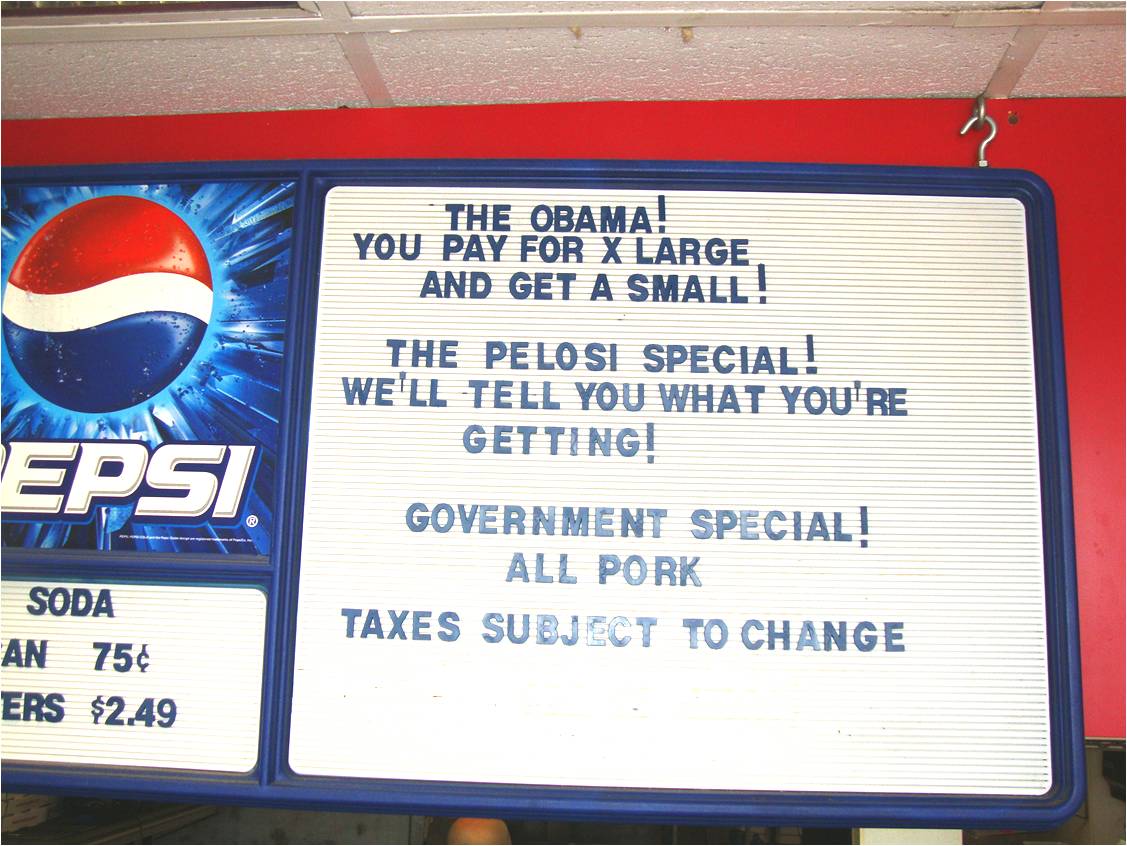 THE OBAMA!
YOU PAY FOR X LARGE
AND GET A SMALL!
THE PELOSI SPECIAL!
WE'LL TELL YOU WHAT YOU'RE
GETTING!
GOVERNMENT SPECIAL!
ALL PORK
TAXES SUBJECT TO CHANGE
PEPSI®
SODA
AN 75¢
ERS $2.49